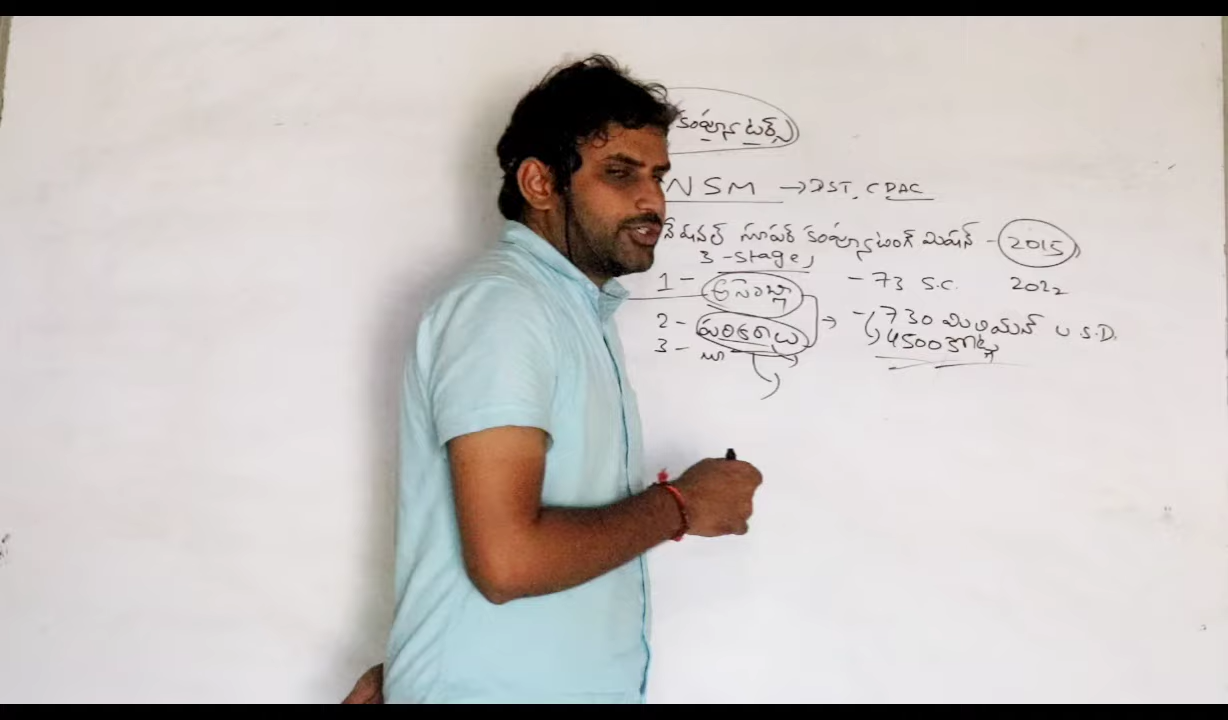 కంప్యూటర్స్
NSM → DST, CDAC
నేషనల్ సూపర్ కంప్యూటింగ్ మిషన్ - 2015
3 - stage
1 - అసెంబ్లీ - 73 S.C. 2022
2 - పరికరాలు → - 730 మిలియన్ U.S.D.
3 - 4500 కోట్ల